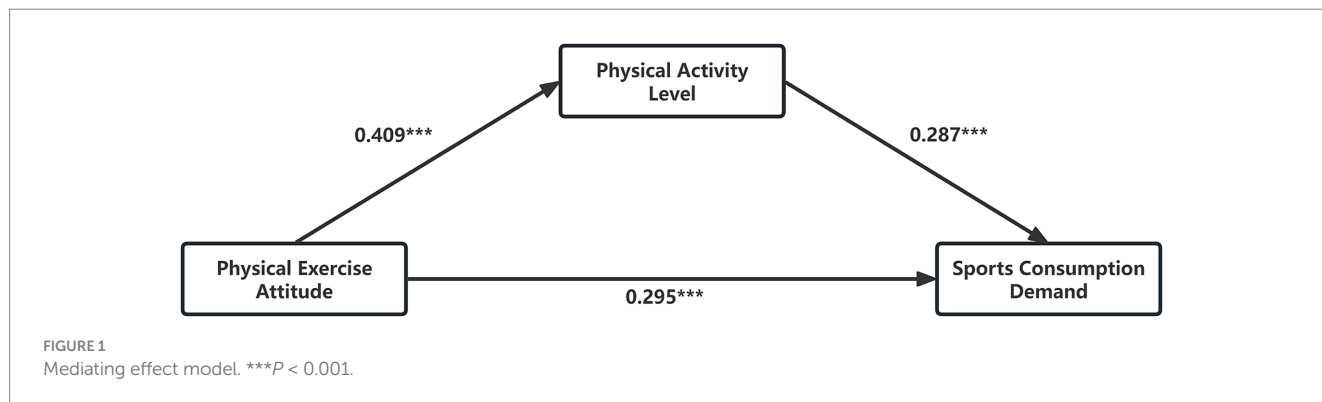 Physical Activity
Level
0.409***
0.287***
Physical Exercise
Attitude
0.295***
Sports Consumption
Demand
FIGURE 1
Mediating effect model. ***P < 0.001.